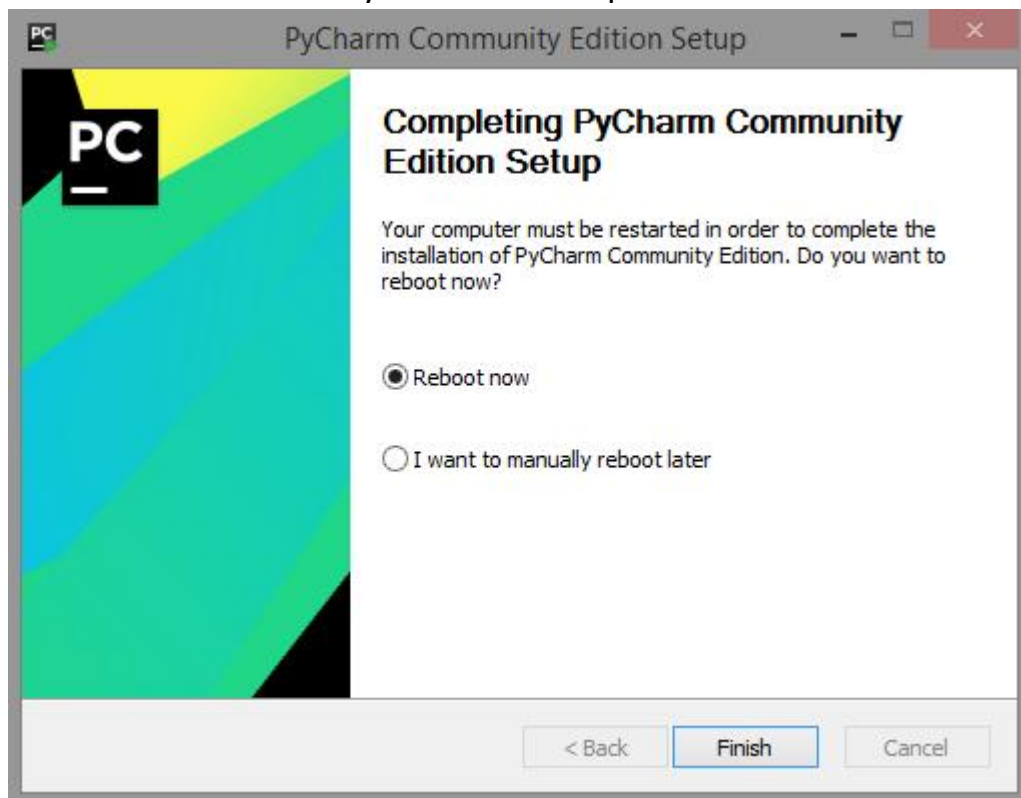 PC
PyCharm Community Edition Setup
PC
Completing PyCharm Community
Edition Setup
Your computer must be restarted in order to complete the
installation of PyCharm Community Edition. Do you want to
reboot now?
Reboot now
I want to manually reboot later
< Back
Finish
Cancel